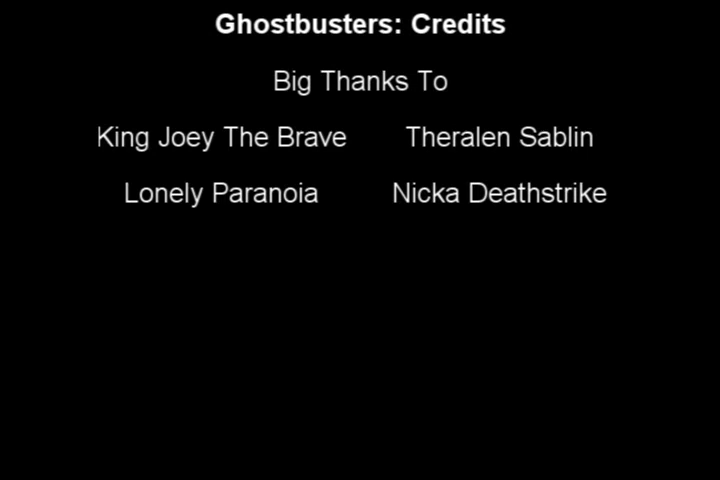 Ghostbusters: Credits
Big Thanks To
King Joey The Brave Theralen Sablin
Lonely Paranoia Nicka Deathstrike